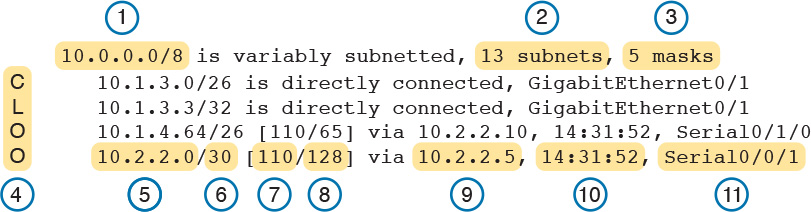 1 2 3
10.0.0.0/8 is variably subnetted, 13 subnets, 5 masks
C 10.1.3.0/26 is directly connected, GigabitEthernet0/1
L 10.1.3.3/32 is directly connected, GigabitEthernet0/1
O 10.1.4.64/26 [110/65] via 10.2.2.10, 14:31:52, Serial0/1/0
O 10.2.2.0/30 [110/128] via 10.2.2.5, 14:31:52, Serial0/0/1
4 5 6 7 8 9 10 11